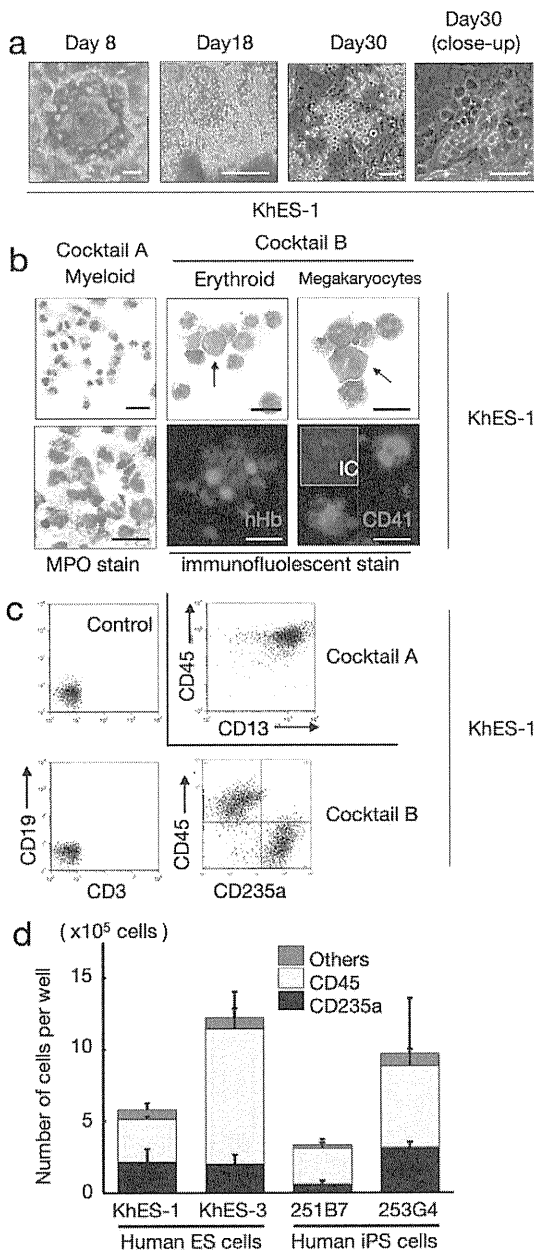 a
Day 8
Day18
Day30
Day30
(close-up)
KhES-1
b
Cocktail A
Myeloid
Cocktail B
Erythroid
Megakaryocytes
hHb
IC
CD41
MPO stain
immunofluolescent stain
KhES-1
c
Control
CD45
CD13
Cocktail A
CD19
CD3
CD45
CD235a
Cocktail B
KhES-1
d
(x10⁵ cells)
Number of cells per well
15
10
5
0
Others
CD45
CD235a
KhES-1
KhES-3
251B7
253G4
Human ES cells
Human iPS cells